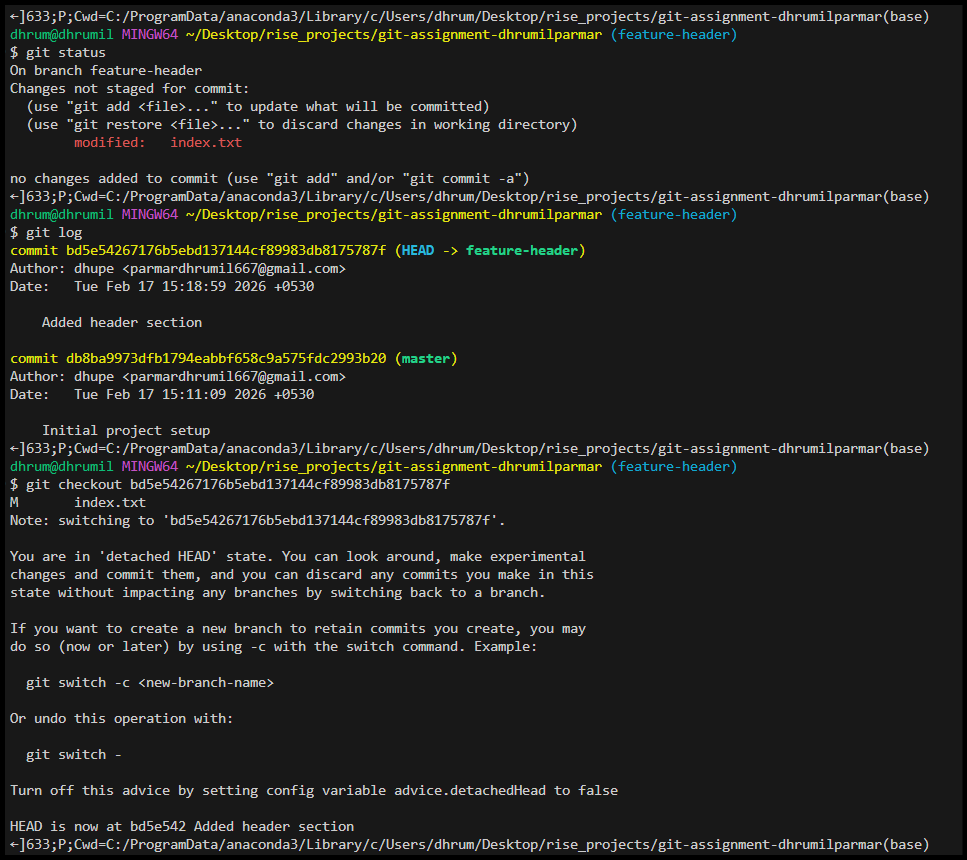 ←]633;P;Cwd=C:/ProgramData/anaconda3/Library/c/Users/dhrum/Desktop/rise_projects/git-assignment-dhrumilparmar(base)
dhrum@dhrumil MINGW64 ~/Desktop/rise_projects/git-assignment-dhrumilparmar (feature-header)
$ git status
On branch feature-header
Changes not staged for commit:
  (use "git add <file>..." to update what will be committed)
  (use "git restore <file>..." to discard changes in working directory)
        modified:   index.txt

no changes added to commit (use "git add" and/or "git commit -a")
←]633;P;Cwd=C:/ProgramData/anaconda3/Library/c/Users/dhrum/Desktop/rise_projects/git-assignment-dhrumilparmar(base)
dhrum@dhrumil MINGW64 ~/Desktop/rise_projects/git-assignment-dhrumilparmar (feature-header)
$ git log
commit bd5e54267176b5ebd137144cf89983db8175787f (HEAD -> feature-header)
Author: dhupe <parmardhrumil667@gmail.com>
Date:   Tue Feb 17 15:18:59 2026 +0530

    Added header section

commit db8ba9973dfb1794eabbf658c9a575fdc2993b20 (master)
Author: dhupe <parmardhrumil667@gmail.com>
Date:   Tue Feb 17 15:11:09 2026 +0530

    Initial project setup
←]633;P;Cwd=C:/ProgramData/anaconda3/Library/c/Users/dhrum/Desktop/rise_projects/git-assignment-dhrumilparmar(base)
dhrum@dhrumil MINGW64 ~/Desktop/rise_projects/git-assignment-dhrumilparmar (feature-header)
$ git checkout bd5e54267176b5ebd137144cf89983db8175787f
M       index.txt
Note: switching to 'bd5e54267176b5ebd137144cf89983db8175787f'.

You are in 'detached HEAD' state. You can look around, make experimental
changes and commit them, and you can discard any commits you make in this
state without impacting any branches by switching back to a branch.

If you want to create a new branch to retain commits you create, you may
do so (now or later) by using -c with the switch command. Example:

  git switch -c <new-branch-name>

Or undo this operation with:

  git switch -

Turn off this advice by setting config variable advice.detachedHead to false

HEAD is now at bd5e542 Added header section
←]633;P;Cwd=C:/ProgramData/anaconda3/Library/c/Users/dhrum/Desktop/rise_projects/git-assignment-dhrumilparmar(base)